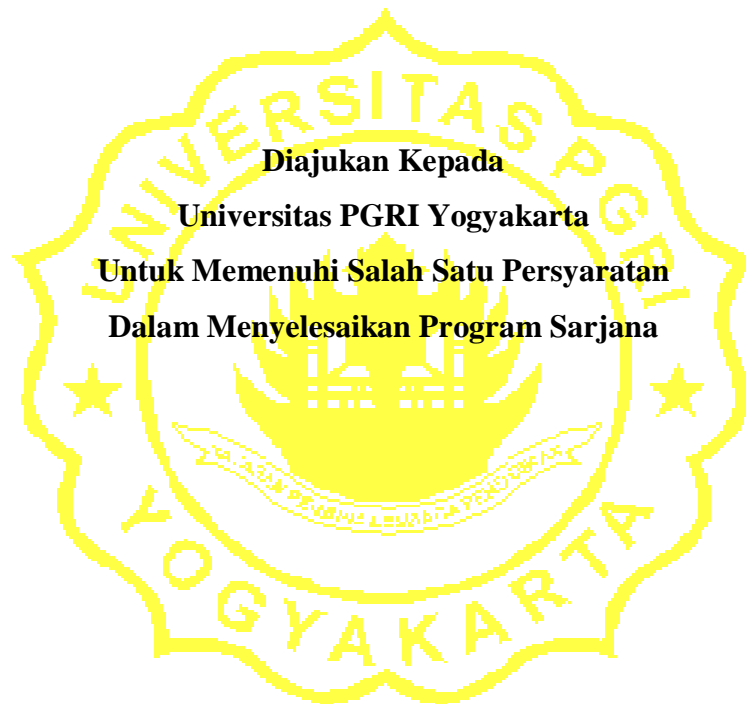 UNIVERSITAS PGRI
Diajukan Kepada
Universitas PGRI Yogyakarta
Untuk Memenuhi Salah Satu Persyaratan
Dalam Menyelesaikan Program Sarjana
YOGYAKARTA